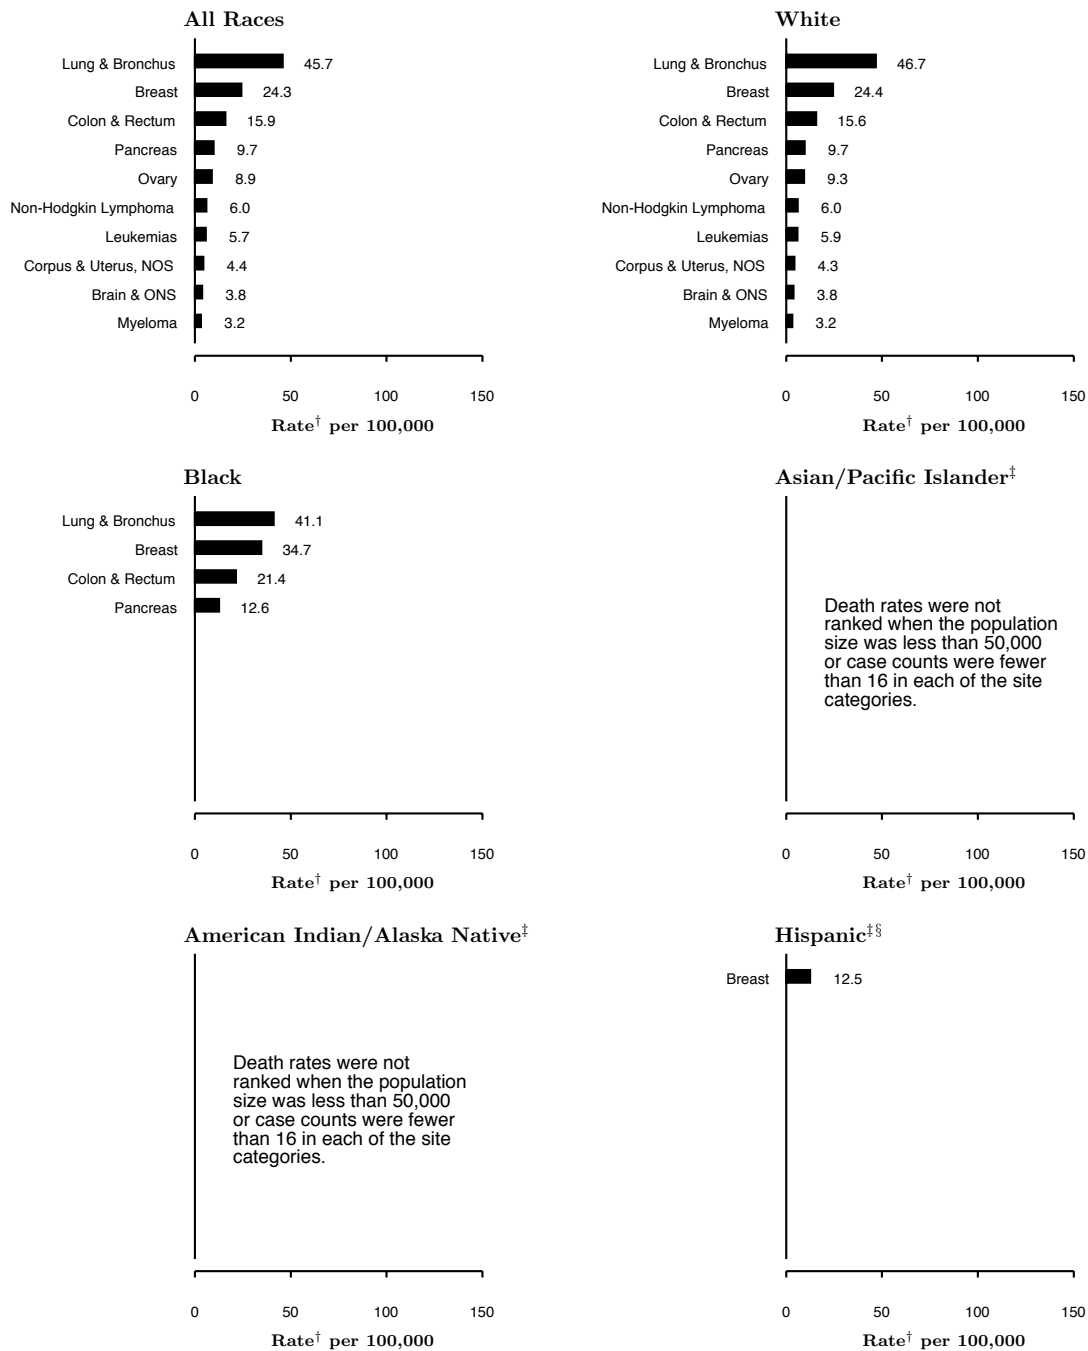 All Races
Lung & Bronchus 45.7
Breast 24.3
Colon & Rectum 15.9
Pancreas 9.7
Ovary 8.9
Non-Hodgkin Lymphoma 6.0
Leukemias 5.7
Corpus & Uterus, NOS 4.4
Brain & ONS 3.8
Myeloma 3.2
0 50 100 150
Rate† per 100,000
White
Lung & Bronchus 46.7
Breast 24.4
Colon & Rectum 15.6
Pancreas 9.7
Ovary 9.3
Non-Hodgkin Lymphoma 6.0
Leukemias 5.9
Corpus & Uterus, NOS 4.3
Brain & ONS 3.8
Myeloma 3.2
0 50 100 150
Rate† per 100,000
Black
Lung & Bronchus 41.1
Breast 34.7
Colon & Rectum 21.4
Pancreas 12.6
0 50 100 150
Rate† per 100,000
Asian/Pacific Islander‡
Death rates were not
ranked when the population
size was less than 50,000
or case counts were fewer
than 16 in each of the site
categories.
0 50 100 150
Rate† per 100,000
American Indian/Alaska Native‡
Death rates were not
ranked when the population
size was less than 50,000
or case counts were fewer
than 16 in each of the site
categories.
0 50 100 150
Rate† per 100,000
Hispanic‡§
Breast 12.5
0 50 100 150
Rate† per 100,000